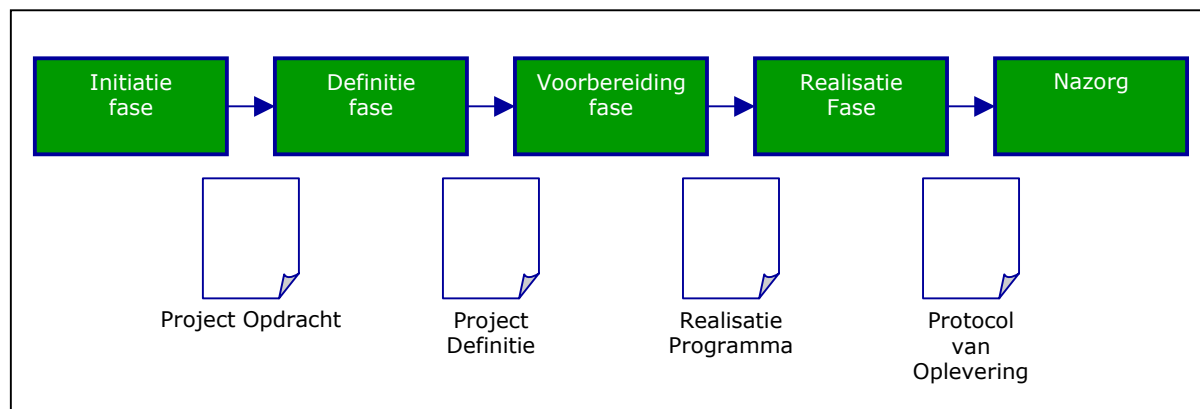 Initiatie
fase
Definitie
fase
Voorbereiding
fase
Realisatie
Fase
Nazorg
Project Opdracht
Project
Definitie
Realisatie
Programma
Protocol
van
Oplevering